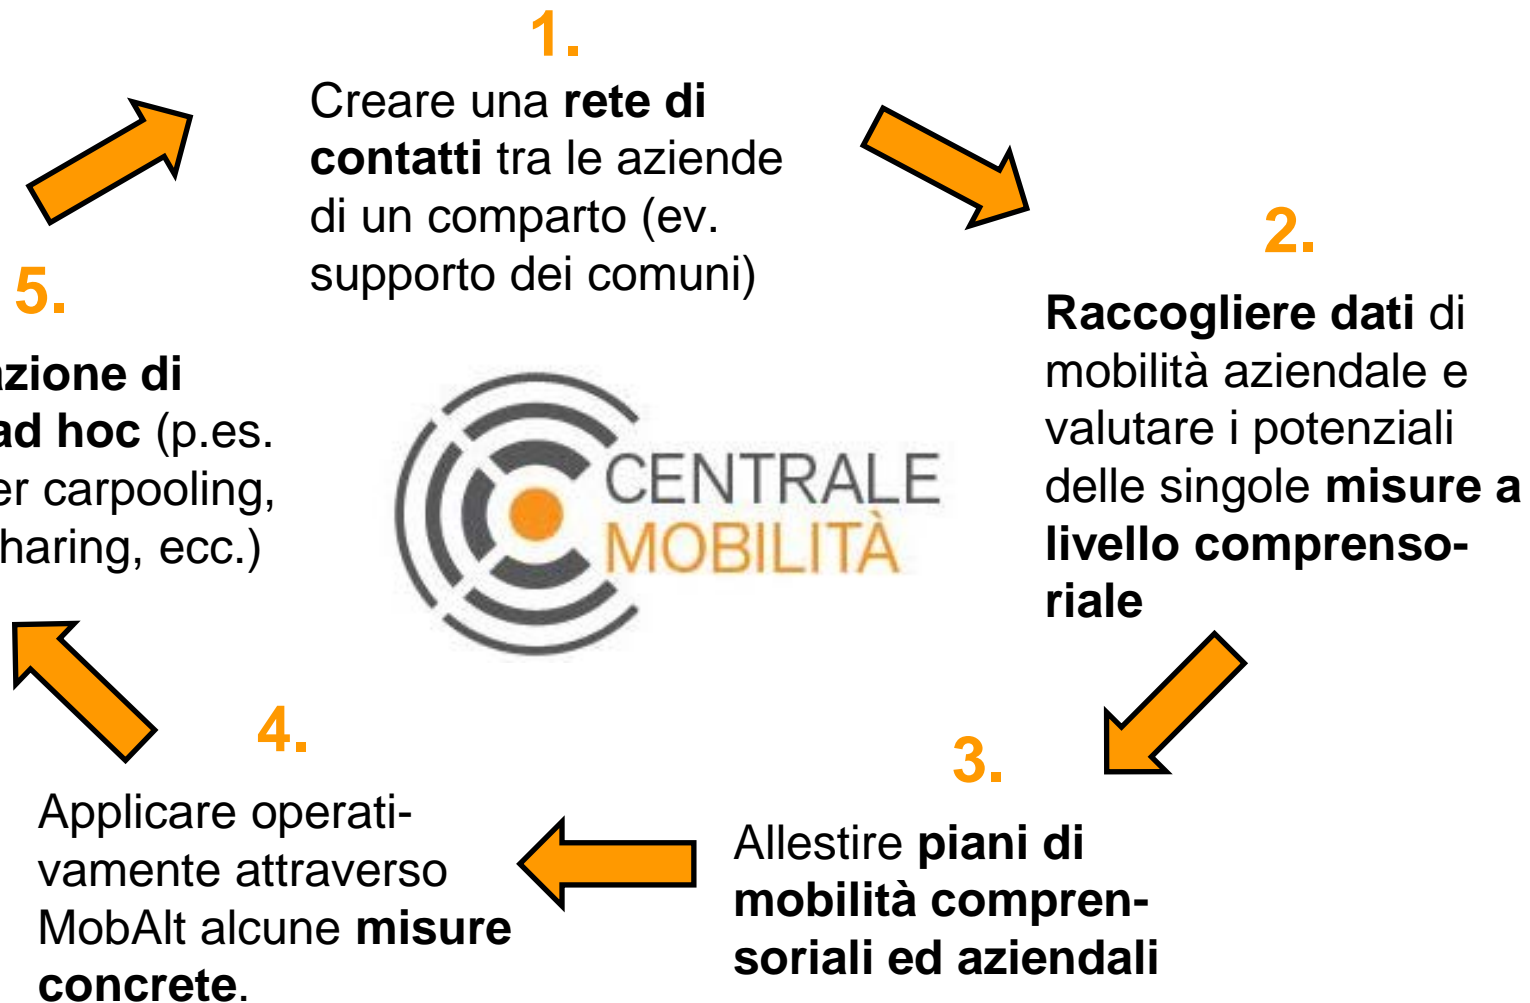 1.
Creare una rete di
contatti tra le aziende
di un comparto (ev.
supporto dei comuni)
2.
Raccogliere dati di
mobilità aziendale e
valutare i potenziali
delle singole misure a
livello comprenso-
riale
3.
Allestire piani di
mobilità compren-
soriali ed aziendali
4.
Applicare operati-
vamente attraverso
MobAlt alcune misure
concrete.
5.
azione di
ad hoc (p.es.
er carpooling,
haring, ecc.)
CENTRALE
MOBILITÀ